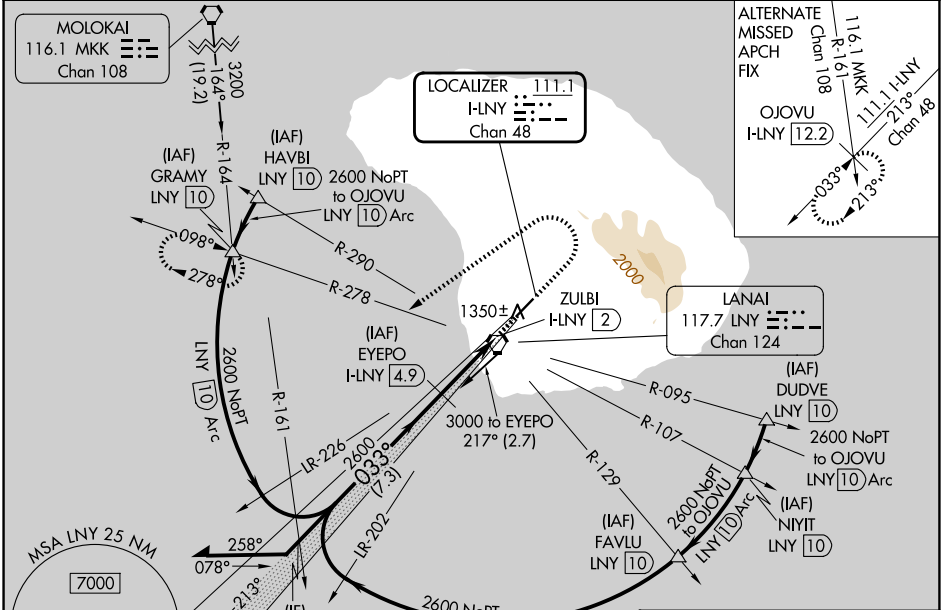 MOLOKAI
116.1 MKK
Chan 108
3200
164°
(19.2)
R-164
(IAF)
GRAMY
LNY 10
(IAF)
HAVBI
LNY 10
2600 NoPT
to OJOVU
LNY 10 Arc
098°
278°
R-290
R-278
LOCALIZER 111.1
I-LNY
Chan 48
ALTERNATE
MISSED
APCH
FIX
116.1 MKK
Chan 108
R-161
111.1 I-LNY
213°
Chan 48
OJOVU
I-LNY 12.2
033°
213°
2000
1350±
ZULBI
I-LNY 2
LANAI
117.7 LNY
Chan 124
(IAF)
EYEPO
I-LNY 4.9
3000 to EYEPO
217° (2.7)
2600 NoPT
LNY 10 Arc
R-161
LR-226
2600
033°
(7.3)
LR-202
R-095
R-107
R-129
(IAF)
DUDVE
LNY 10
2600 NoPT
to OJOVU
LNY 10 Arc
(IAF)
NIYIT
LNY 10
2600 NoPT
to OJOVU
LNY 10 Arc
(IAF)
FAVLU
LNY 10
258°
078°
213°
MSA LNY 25 NM
7000
(IF)
2600 NoPT